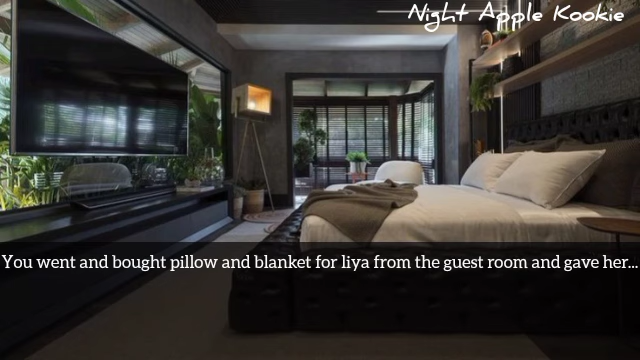 Night Apple Kookie
You went and bought pillow and blanket for liya from the guest room and gave her...